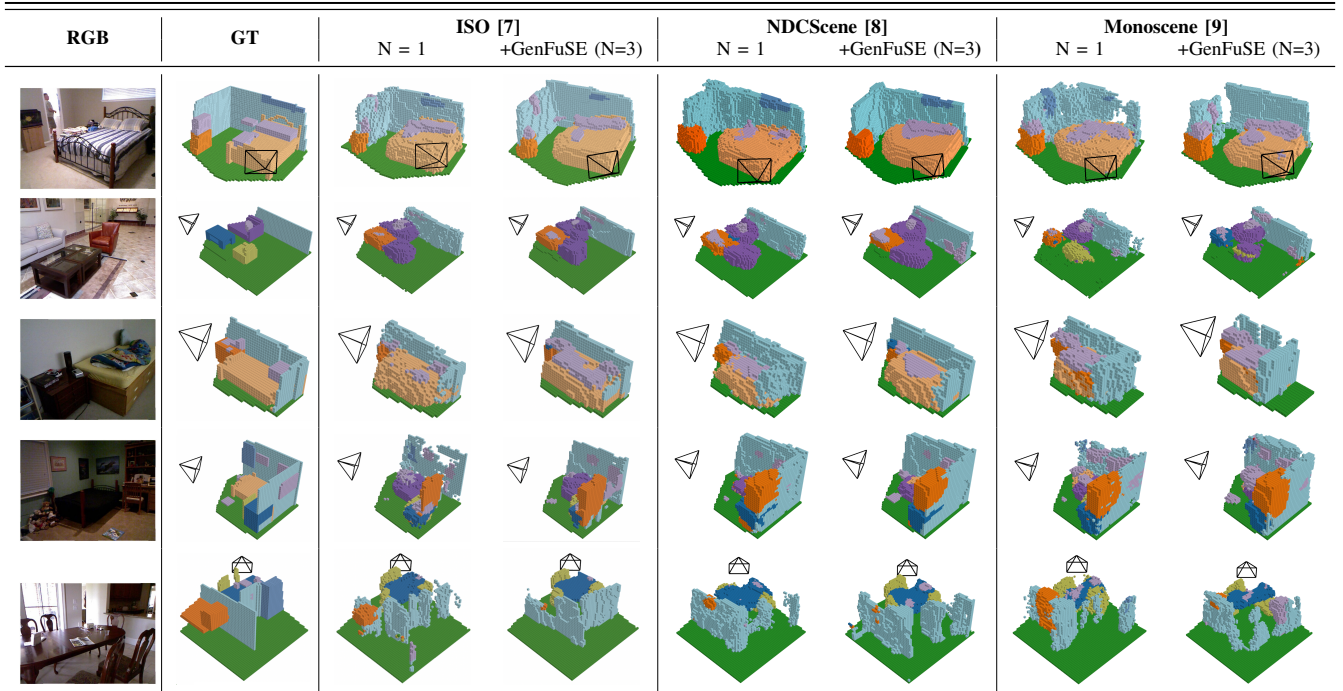 RGB GT ISO [7] NDCScene [8] Monoscene [9]
N = 1 +GenFuSE (N=3) N = 1 +GenFuSE (N=3) N = 1 +GenFuSE (N=3)